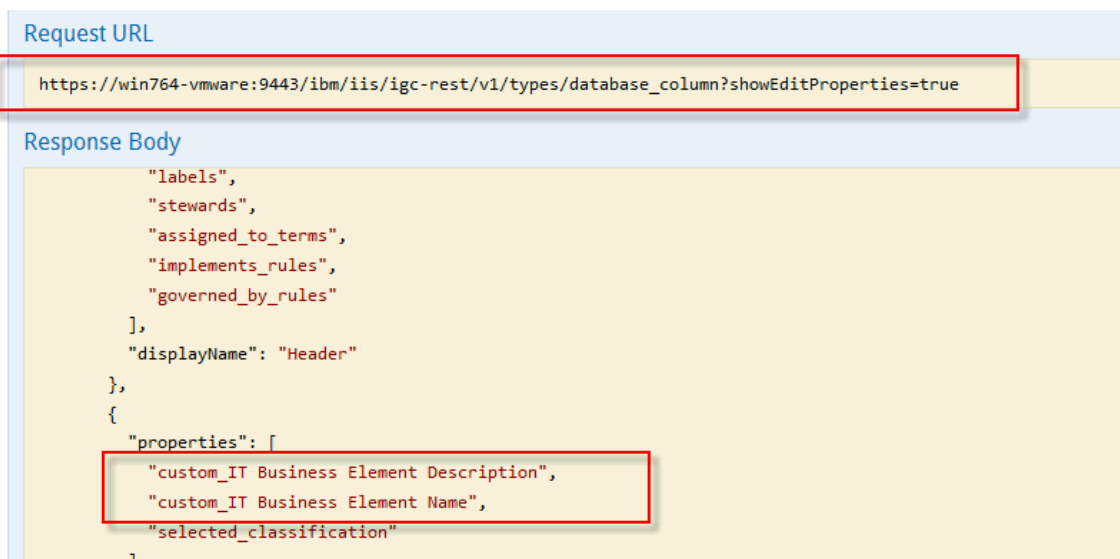 Request URL
https://win764-vmware:9443/ibm/iis/igc-rest/v1/types/database_column?showEditProperties=true
Response Body
"labels",
"stewards",
"assigned_to_terms",
"implements_rules",
"governed_by_rules"
],
"displayName": "Header"
},
{
"properties": [
"custom_IT Business Element Description",
"custom_IT Business Element Name",
"selected_classification"
]